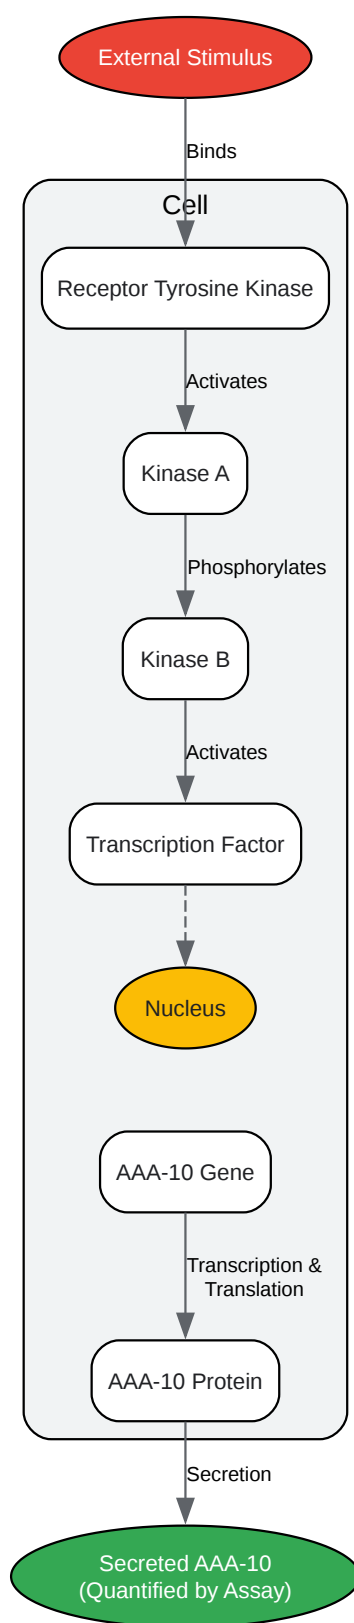 External Stimulus
Binds
Cell
Receptor Tyrosine Kinase
Activates
Kinase A
Phosphorylates
Kinase B
Activates
Transcription Factor
Nucleus
AAA-10 Gene
Transcription &
Translation
AAA-10 Protein
Secretion
Secreted AAA-10
(Quantified by Assay)